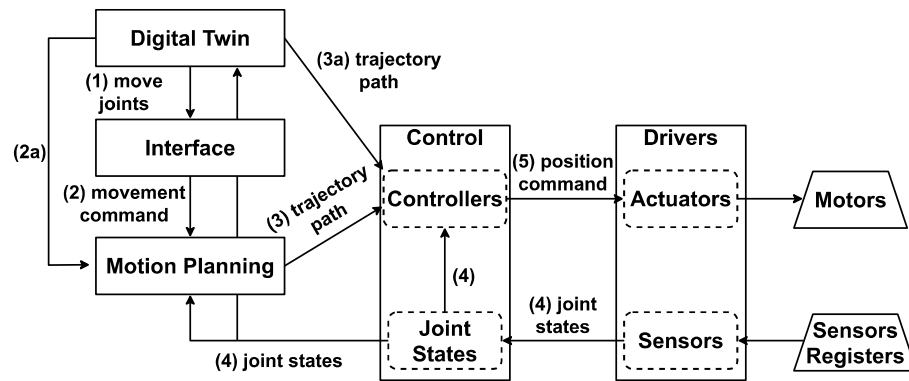 Digital Twin
(1) move
joints
(3a) trajectory
path
(2a)
Interface
(2) movement
command
(3) trajectory
path
Motion Planning
Control
Controllers
(4)
Joint
States
(4) joint states
(5) position
command
(4) joint
states
Drivers
Actuators
Sensors
Motors
Sensors
Registers